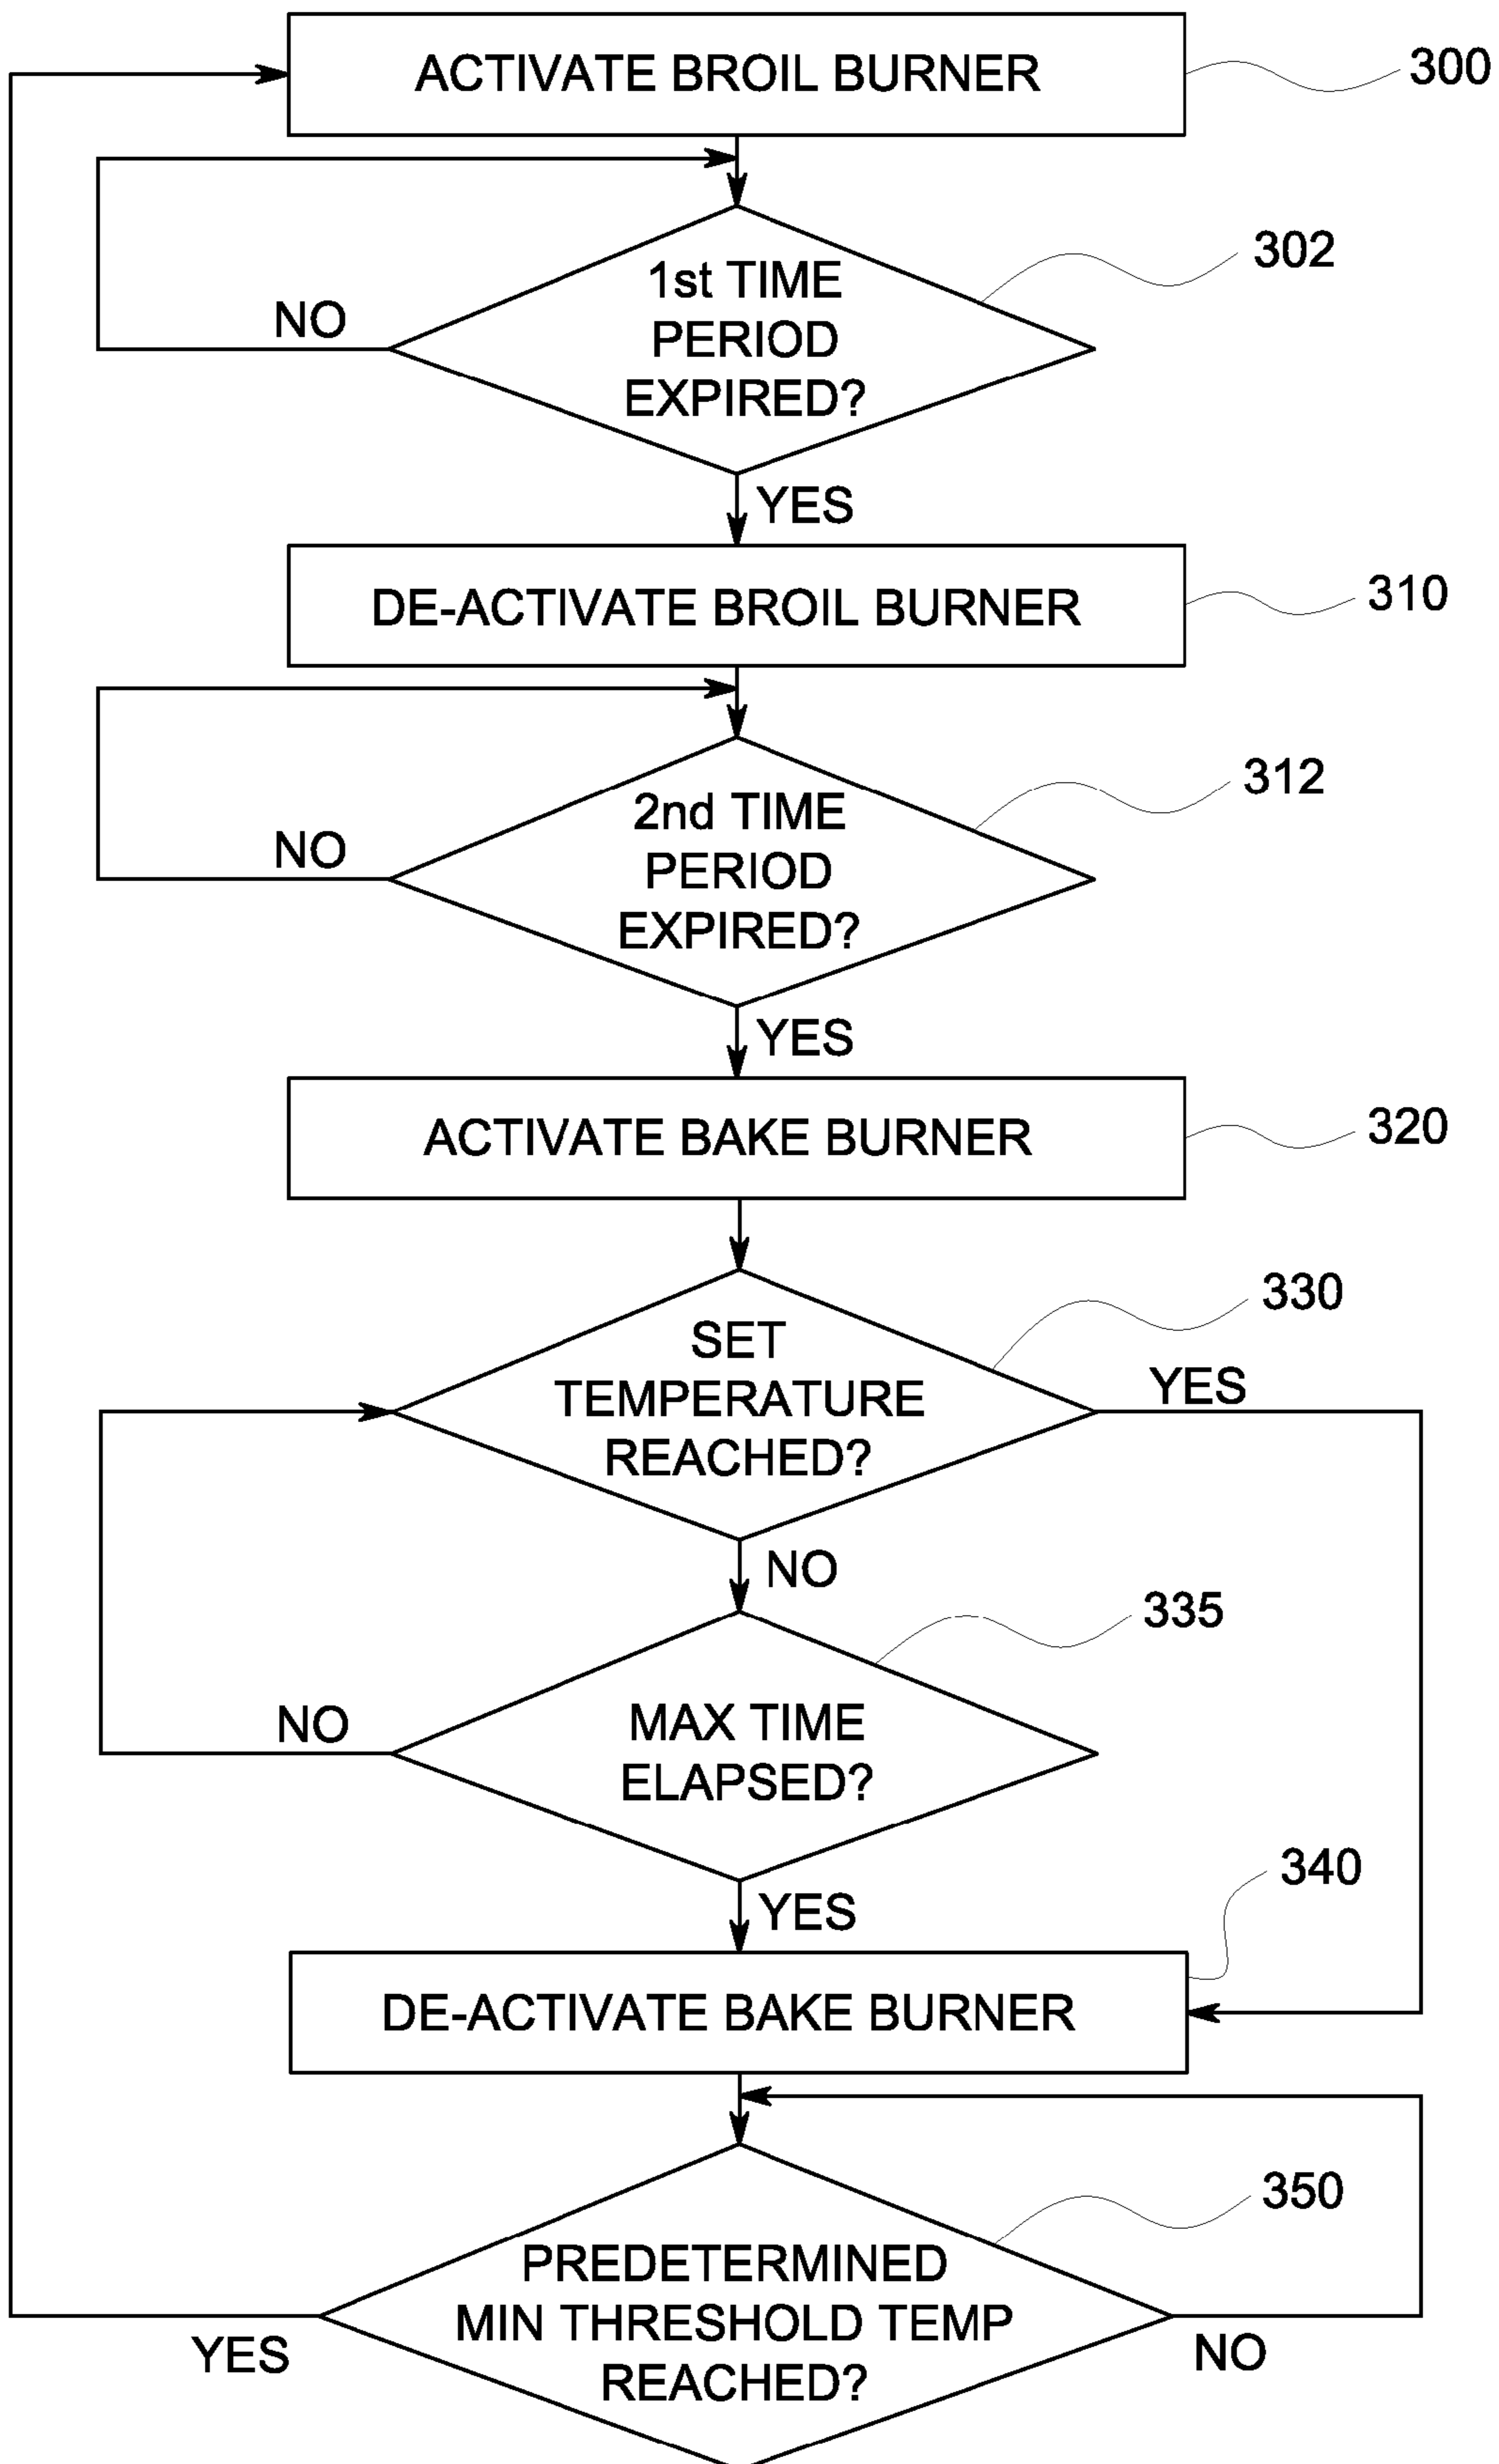 ACTIVATE BROIL BURNER
300
302
1st TIME
PERIOD
EXPIRED?
NO
YES
DE-ACTIVATE BROIL BURNER
310
312
2nd TIME
PERIOD
EXPIRED?
NO
YES
ACTIVATE BAKE BURNER
320
330
SET
TEMPERATURE
REACHED?
YES
NO
335
MAX TIME
ELAPSED?
NO
YES
340
DE-ACTIVATE BAKE BURNER
350
PREDETERMINED
MIN THRESHOLD TEMP
REACHED?
YES
NO